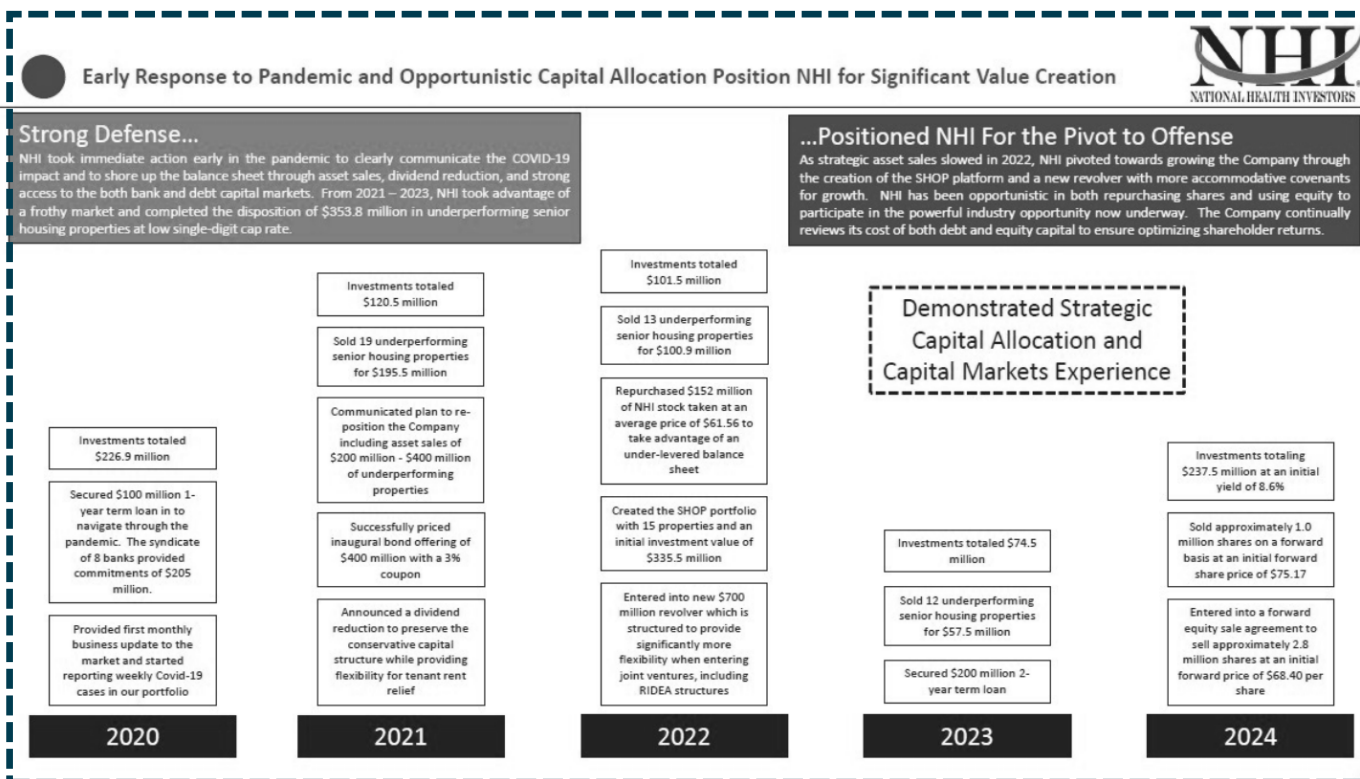 Early Response to Pandemic and Opportunistic Capital Allocation Position NHI for Significant Value Creation
NHI
NATIONAL HEALTH INVESTORS
Strong Defense...
NHI took immediate action early in the pandemic to clearly communicate the COVID-19
impact and to shore up the balance sheet through asset sales, dividend reduction, and strong
access to the both bank and debt capital markets. From 2021 – 2023, NHI took advantage of
a frothy market and completed the disposition of $353.8 million in underperforming senior
housing properties at low single-digit cap rate.
...Positioned NHI For the Pivot to Offense
As strategic asset sales slowed in 2022, NHI pivoted towards growing the Company through
the creation of the SHOP platform and a new revolver with more accommodative covenants
for growth. NHI has been opportunistic in both repurchasing shares and using equity to
participate in the powerful industry opportunity now underway. The Company continually
reviews its cost of both debt and equity capital to ensure optimizing shareholder returns.
Demonstrated Strategic
Capital Allocation and
Capital Markets Experience
Investments totaled
$226.9 million
Secured $100 million 1-
year term loan in to
navigate through the
pandemic. The syndicate
of 8 banks provided
commitments of $205
million.
Provided first monthly
business update to the
market and started
reporting weekly Covid-19
cases in our portfolio
2020
Investments totaled
$120.5 million
Sold 19 underperforming
senior housing properties
for $195.5 million
Communicated plan to re-
position the Company
including asset sales of
$200 million - $400 million
of underperforming
properties
Successfully priced
inaugural bond offering of
$400 million with a 3%
coupon
Announced a dividend
reduction to preserve the
conservative capital
structure while providing
flexibility for tenant rent
relief
2021
Investments totaled
$101.5 million
Sold 13 underperforming
senior housing properties
for $100.9 million
Repurchased $152 million
of NHI stock taken at an
average price of $61.56 to
take advantage of an
under-levered balance
sheet
Created the SHOP portfolio
with 15 properties and an
initial investment value of
$335.5 million
Entered into new $700
million revolver which is
structured to provide
significantly more
flexibility when entering
joint ventures, including
RIDEA structures
2022
Investments totaled $74.5
million
Sold 12 underperforming
senior housing properties
for $57.5 million
Secured $200 million 2-
year term loan
2023
Investments totaling
$237.5 million at an initial
yield of 8.6%
Sold approximately 1.0
million shares on a forward
basis at an initial forward
share price of $75.17
Entered into a forward
equity sale agreement to
sell approximately 2.8
million shares at an initial
forward price of $68.40 per
share
2024